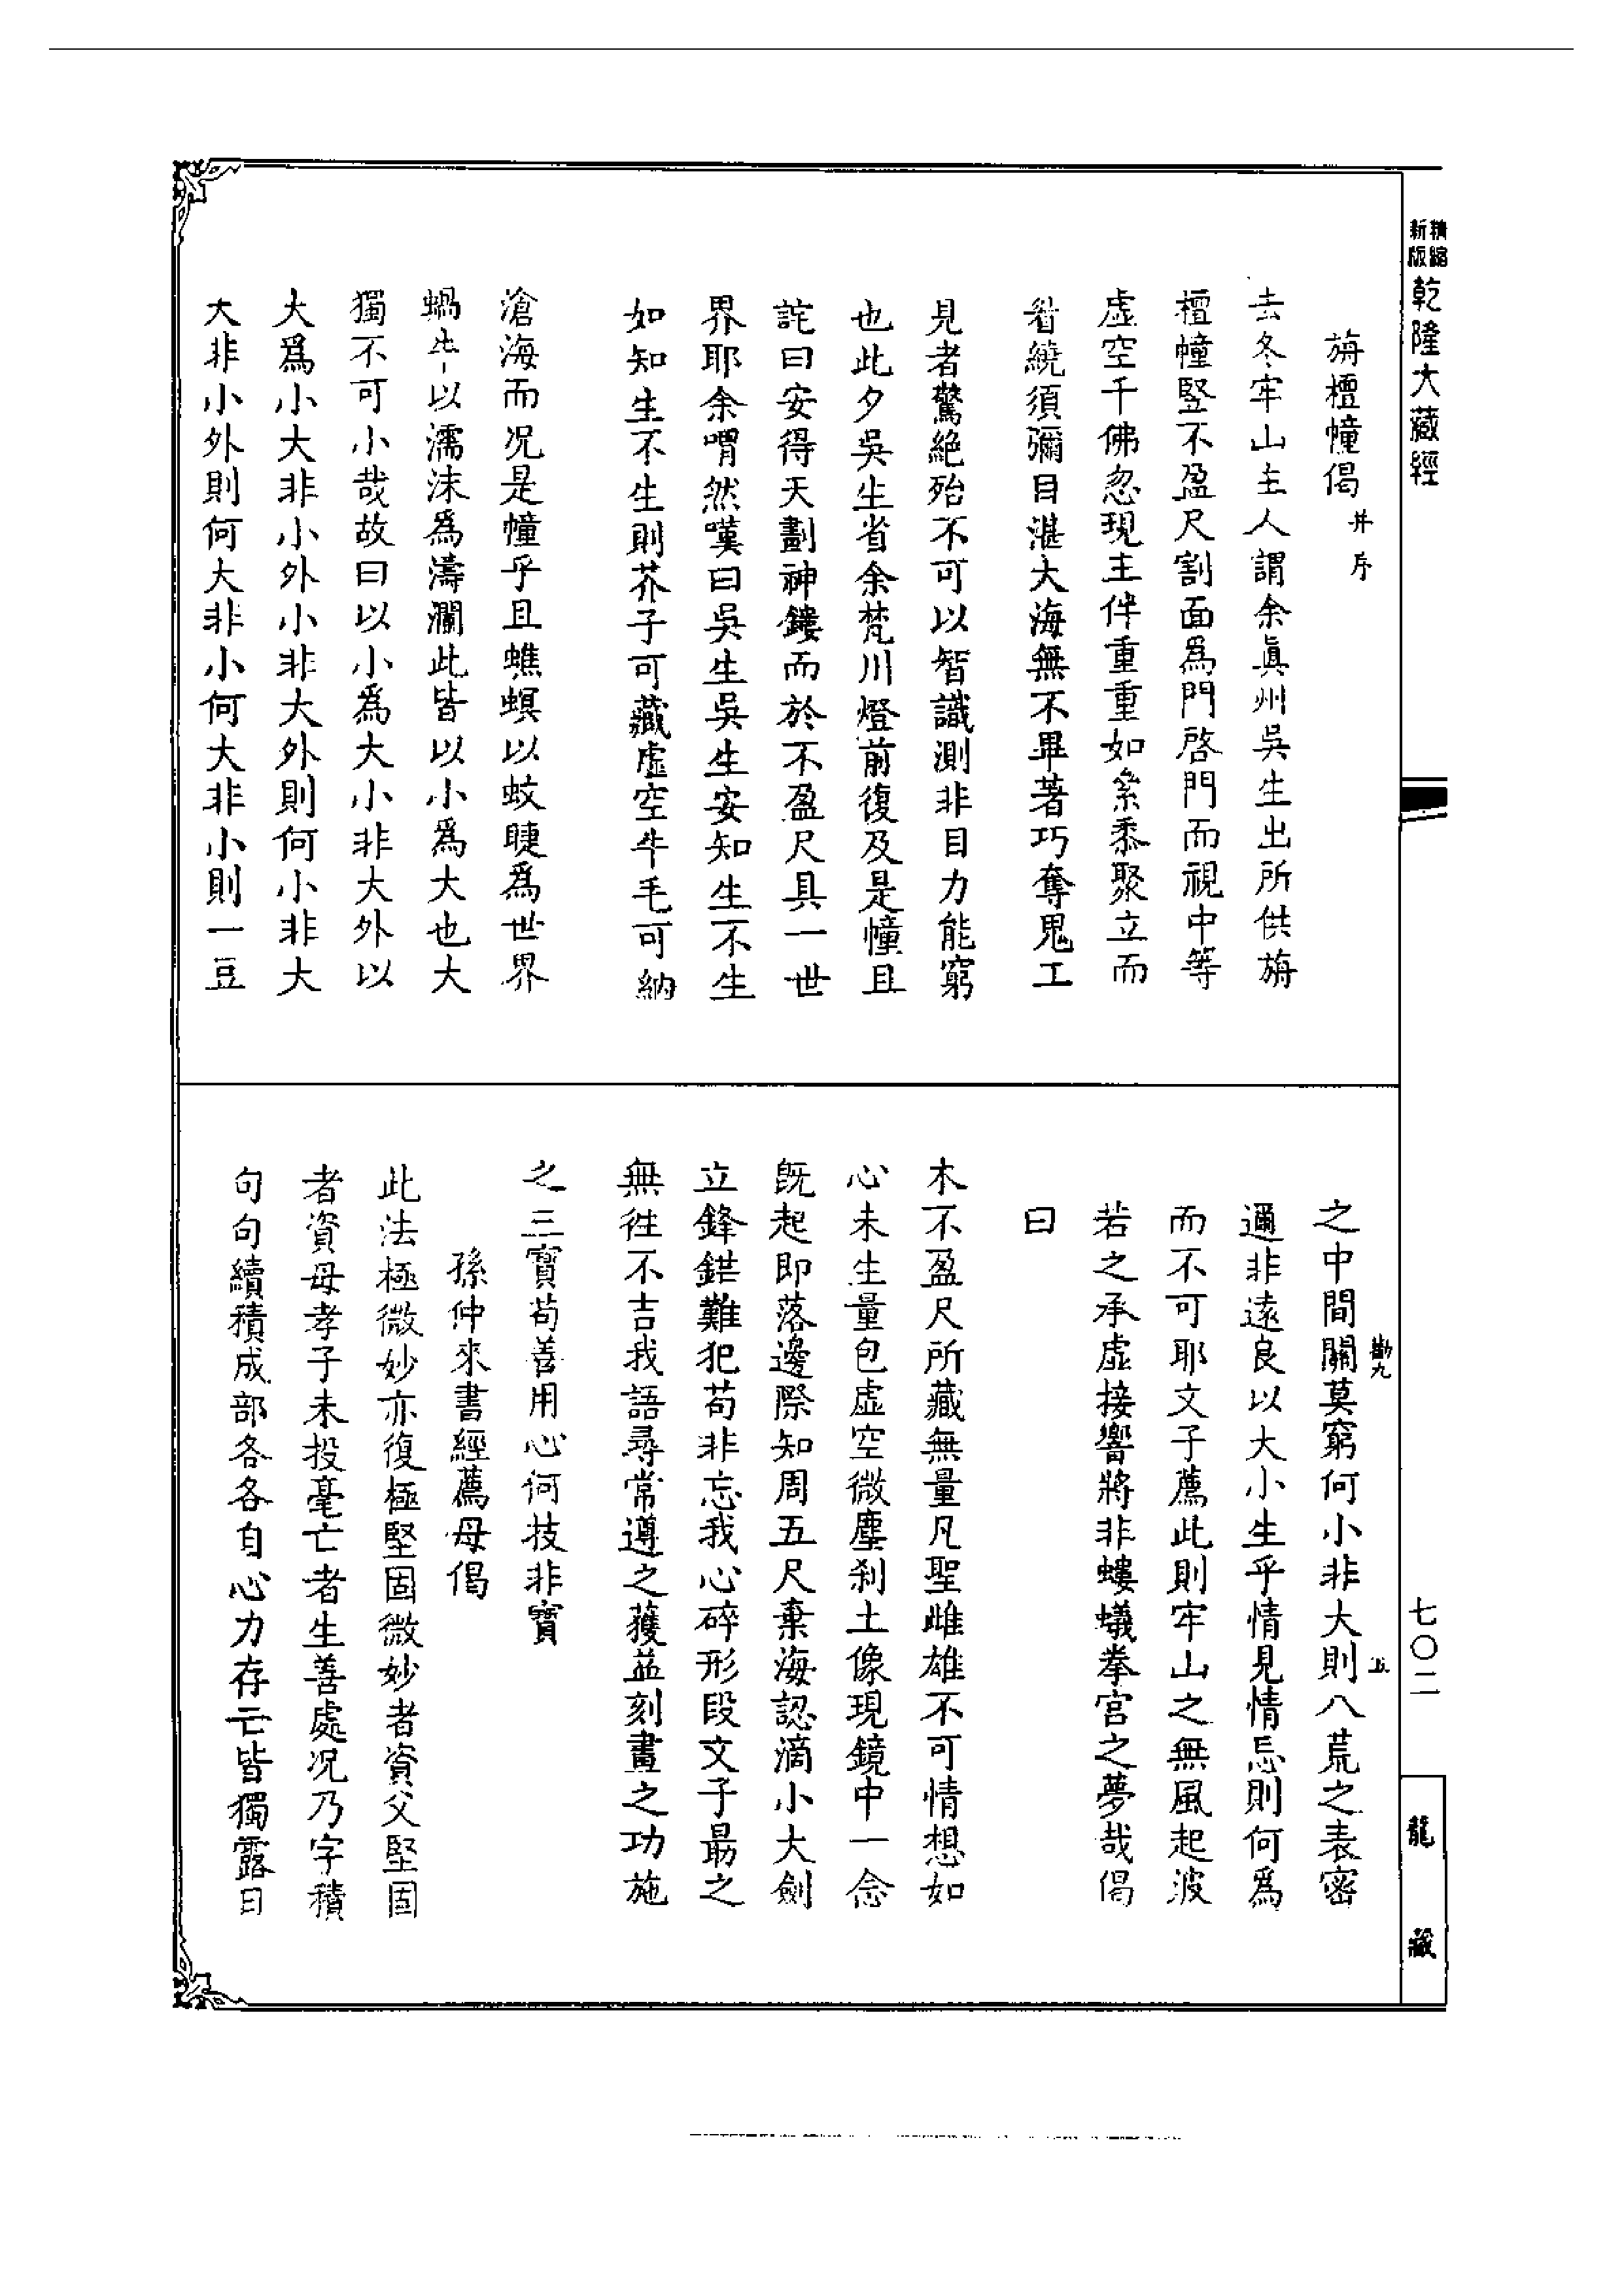 精縮
新版
乾隆大藏經
旃檀幢偈并序
去冬牢山主人謂余眞州吳生出所供旃
檀幢竪不盈尺割面爲門啓門而視中等
虛空千佛忽現主伴重重如絫黍聚立而
看繞須彌目湛大海無不畢著巧奪鬼工
見者驚絕殆不可以智識測非目力能窮
也此夕吳生省余梵川燈前復及是幢且
詫曰安得天劃神鏤而於不盈尺具一世
界耶余喟然嘆曰吳生吳生安知生不生
如知生不生則芥子可藏虛空牛毛可納
滄海而况是幢乎且蟭螟以蚊睫爲世界
蝸牛以濡沫爲濤瀾此皆以小爲大也大
獨不可小哉故曰以小爲大小非大外以
大爲小大非小外小非大外則何小非大
大非小外則何大非小何大非小則一豆
之中間關莫窮何小非大則八荒之表密
邇非遠良以大小生乎情見情忘則何爲
而不可耶文子薦此則牢山之無風起波
若之承虛接響將非螻蟻拳宮之夢哉偈
曰
木不盈尺所藏無量凡聖雌雄不可情想如
心未生量包虛空微塵刹土像現鏡中一念
旣起即落邊際知周五尺棄海認滴小大劍
立鋒鋩難犯苟非忘我心碎形段文子最之
無徃不吉我語尋常遵之獲益刻畫之功施
之三寶苟善用心何技非寶
孫仲來書經薦母偈
此法極微妙亦復極堅固微妙者資父堅固
者資母孝子未投毫亡者生善處况乃字積
句句續積成部各各自心力存亡皆獨露日
勸九
五
七〇二
龍藏